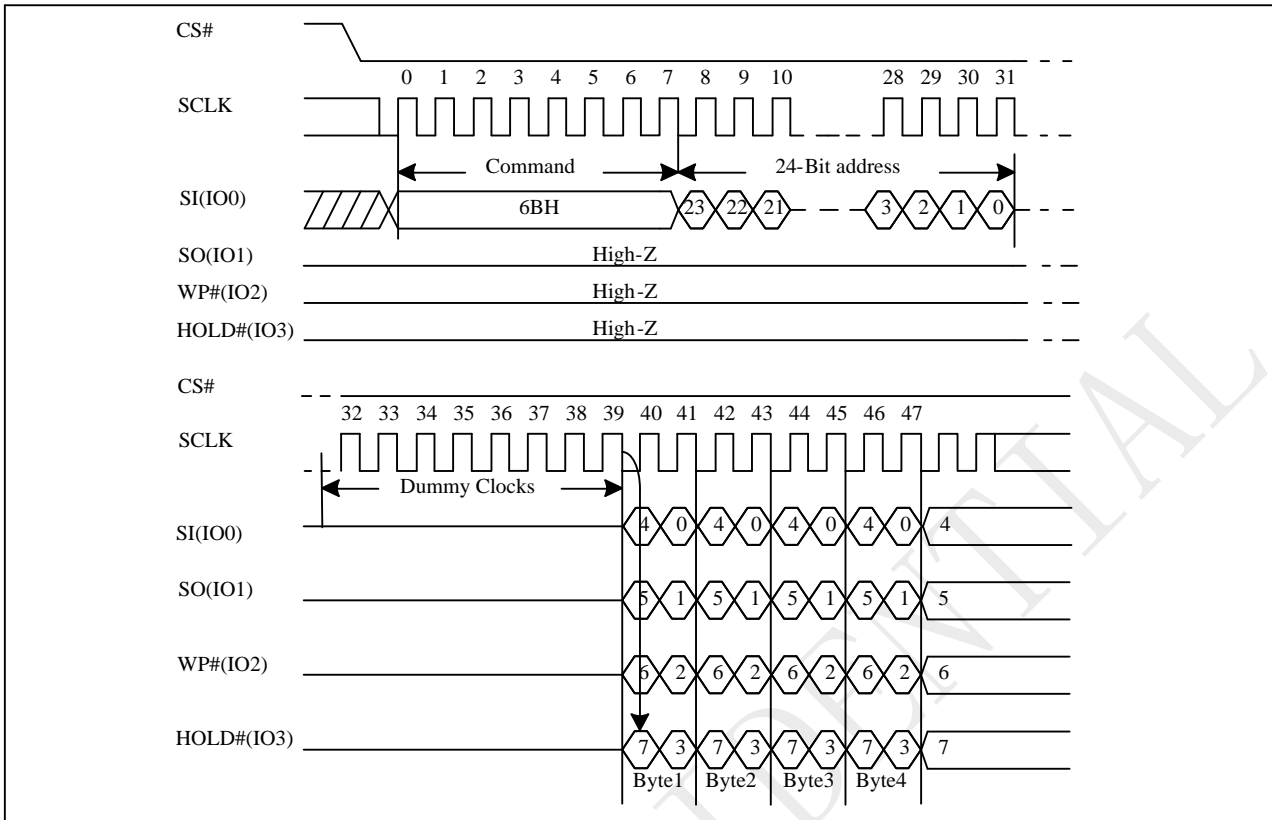 CS#
0 1 2 3 4 5 6 7 8 9 10 28 29 30 31
SCLK
Command 24-Bit address
SI(IO0) 6BH 23 22 21 3 2 1 0
SO(IO1) High-Z
WP#(IO2) High-Z
HOLD#(IO3) High-Z
CS#
32 33 34 35 36 37 38 39 40 41 42 43 44 45 46 47
SCLK
Dummy Clocks
SI(IO0) 4 0 4 0 4 0 4 0 4
SO(IO1) 5 1 5 1 5 1 5 1 5
WP#(IO2) 6 2 6 2 6 2 6 2 6
HOLD#(IO3) 7 3 7 3 7 3 7 3 7
Byte1 Byte2 Byte3 Byte4
IDENTIAL